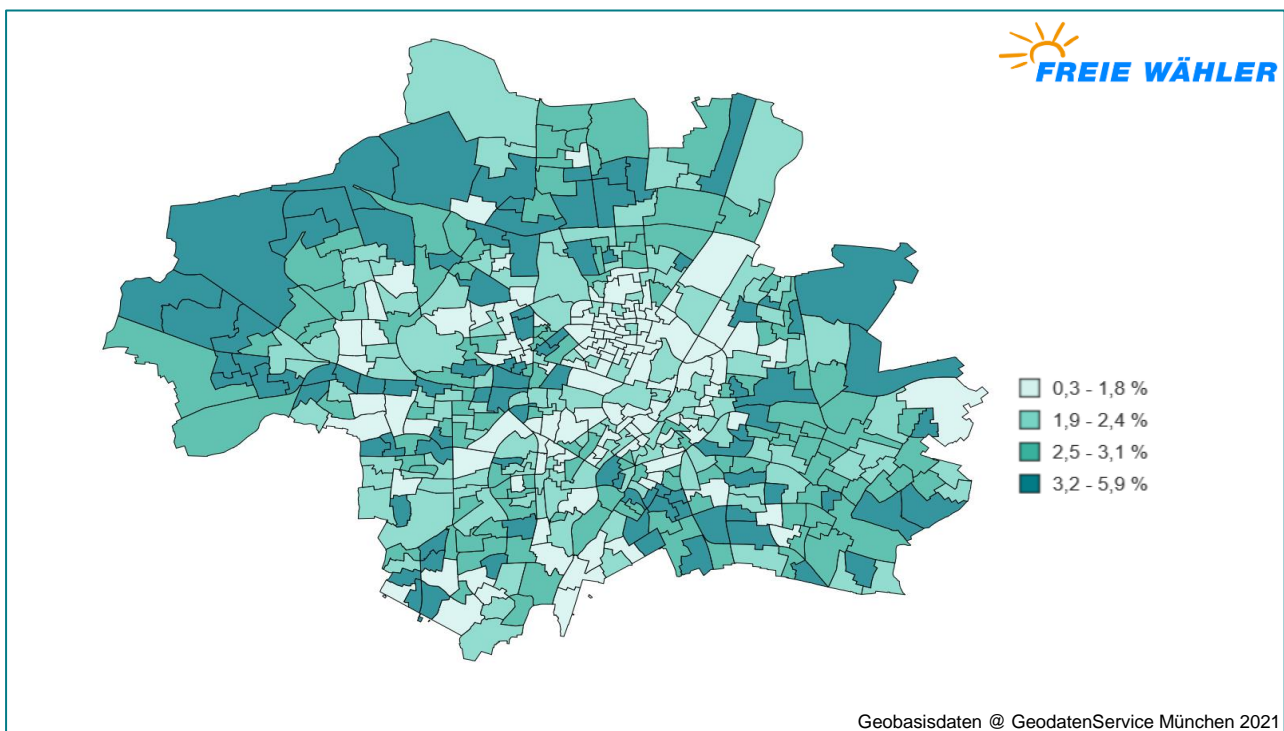 FREIE WÄHLER
0,3 - 1,8 %
1,9 - 2,4 %
2,5 - 3,1 %
3,2 - 5,9 %
Geobasisdaten @ GeodatenService München 2021